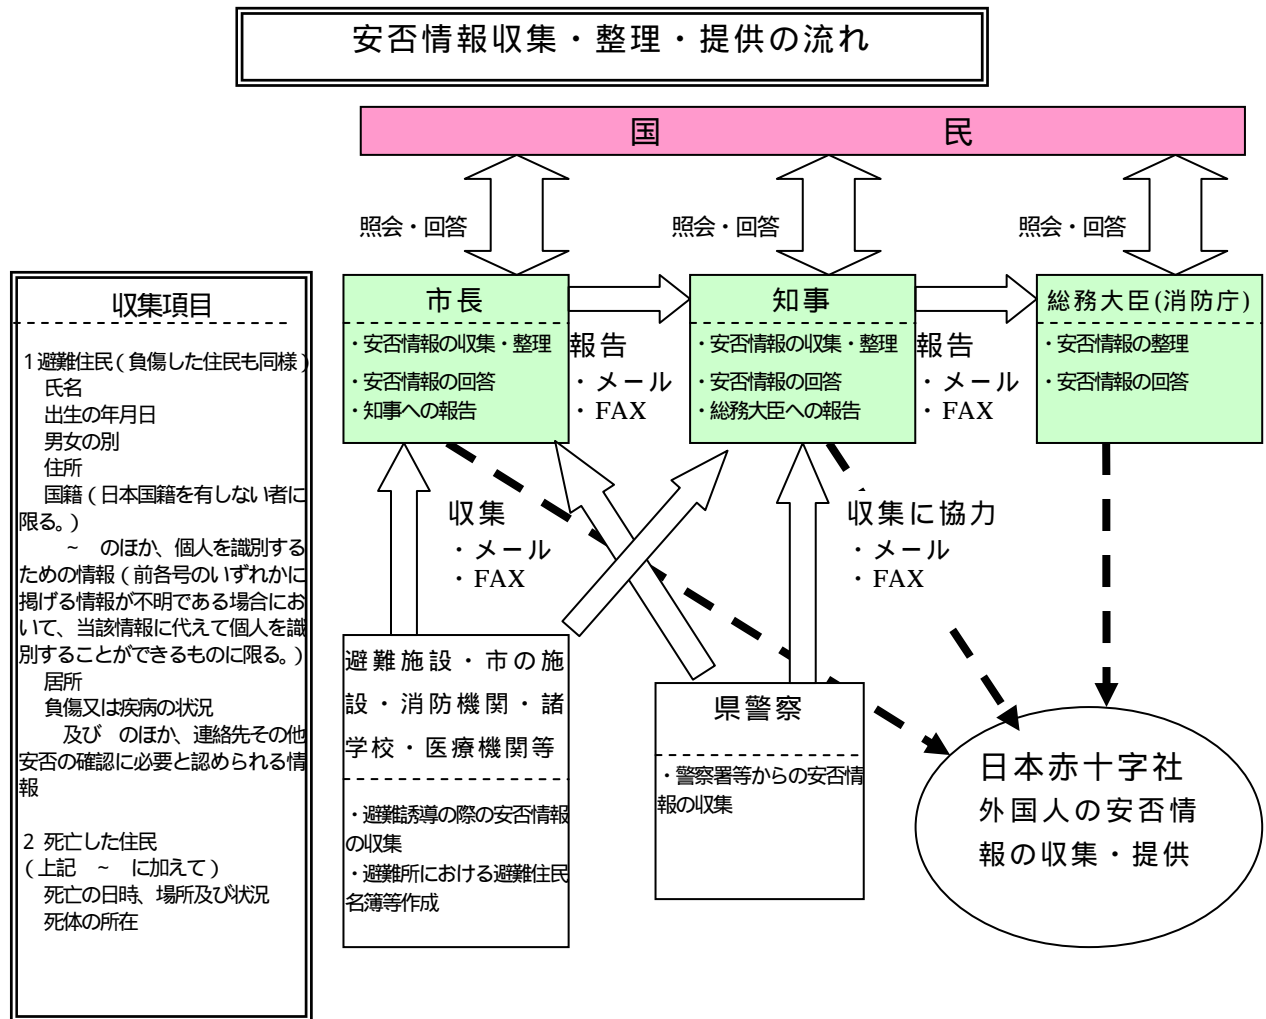 安否情報収集・整理・提供の流れ
国 民
照会・回答
照会・回答
照会・回答
収集項目
1避難住民(負傷した住民も同様)
氏名
出生の年月日
男女の別
住所
国籍(日本国籍を有しない者に
限る。)
~ のほか、個人を識別する
ための情報(前各号のいずれかに
掲げる情報が不明である場合にお
いて、当該情報に代えて個人を識
別することができるものに限る。)
居所
負傷又は疾病の状況
及び のほか、連絡先その他
安否の確認に必要と認められる情
報
2 死亡した住民
(上記 ~ に加えて)
死亡の日時、場所及び状況
死体の所在
市長
・安否情報の収集・整理
・安否情報の回答
・知事への報告
報告
・メール
・FAX
知事
・安否情報の収集・整理
・安否情報の回答
・総務大臣への報告
報告
・メール
・FAX
総務大臣(消防庁)
・安否情報の整理
・安否情報の回答
収集
・メール
・FAX
収集に協力
・メール
・FAX
避難施設・市の施
設・消防機関・諸
学校・医療機関等
・避難誘導の際の安否情報
の収集
・避難所における避難住民
名簿等作成
県警察
・警察署等からの安否情
報の収集
日本赤十字社
外国人の安否情
報の収集・提供